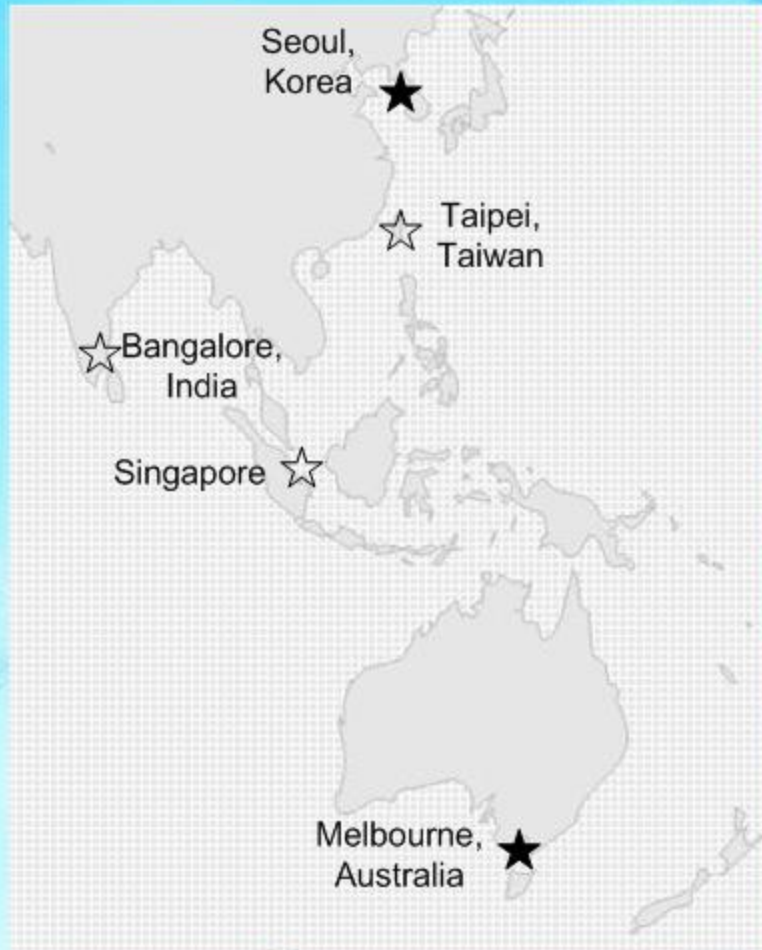 Seoul,
Korea
Taipei,
Taiwan
Bangalore,
India
Singapore
Melbourne,
Australia